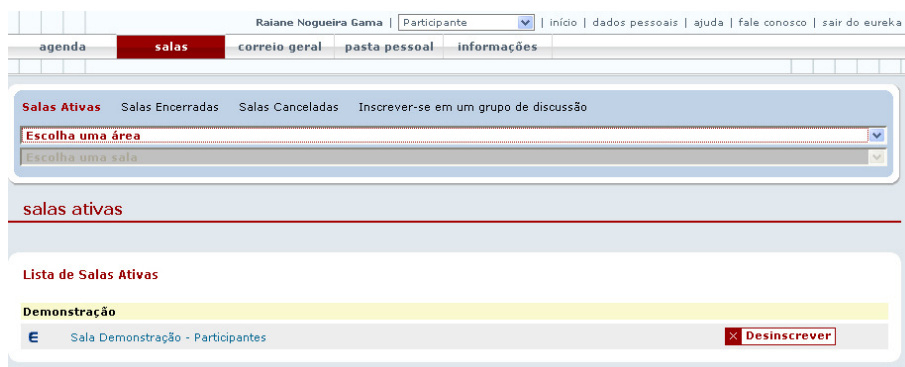 Raiane Nogueira Gama | Participante | início | dados pessoais | ajuda | fale conosco | sair do eureka
agenda salas correio geral pasta pessoal informações
Salas Ativas Salas Encerradas Salas Canceladas Inscrever-se em um grupo de discussão
Escolha uma área
Escolha uma sala
salas ativas
Lista de Salas Ativas
Demonstração
E Sala Demonstração - Participantes × Desinscrever